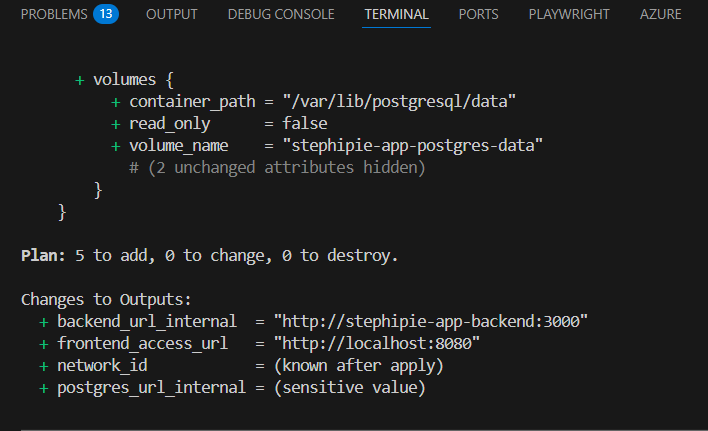 PROBLEMS 13 OUTPUT DEBUG CONSOLE TERMINAL PORTS PLAYWRIGHT AZURE
+ volumes {
+ container_path = "/var/lib/postgresql/data"
+ read_only = false
+ volume_name = "stephipie-app-postgres-data"
# (2 unchanged attributes hidden)
}
}
Plan: 5 to add, 0 to change, 0 to destroy.
Changes to Outputs:
+ backend_url_internal = "http://stephipie-app-backend:3000"
+ frontend_access_url = "http://localhost:8080"
+ network_id = (known after apply)
+ postgres_url_internal = (sensitive value)